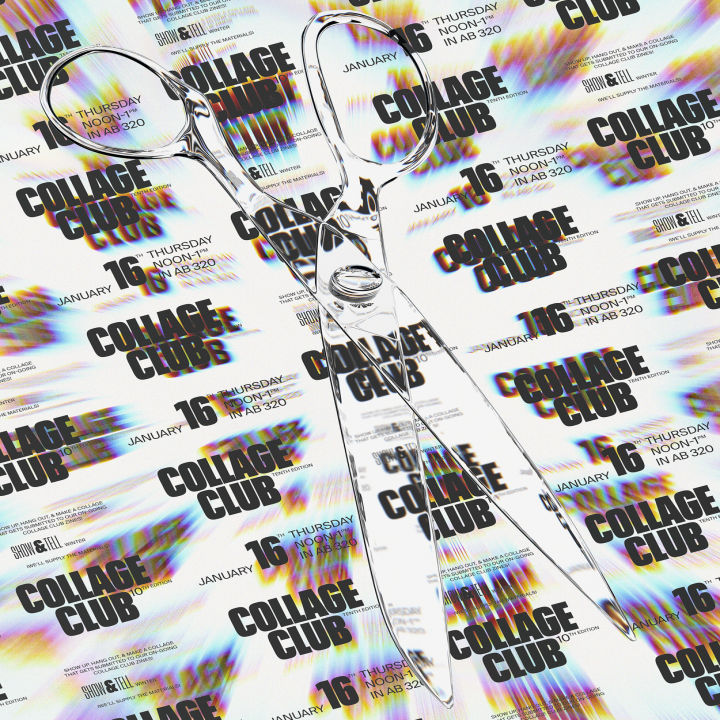 COLLAGE
CLUB
10TH EDITION
TENTH EDITION
JANUARY 16TH THURSDAY
NOON-1PM
IN AB 320
SHOW UP, HANG OUT, & MAKE A COLLAGE
THAT GETS SUBMITTED TO OUR ON-GOING
COLLAGE CLUB ZINES!
SHOW & TELL WINTER
(WE'LL SUPPLY THE MATERIALS!)